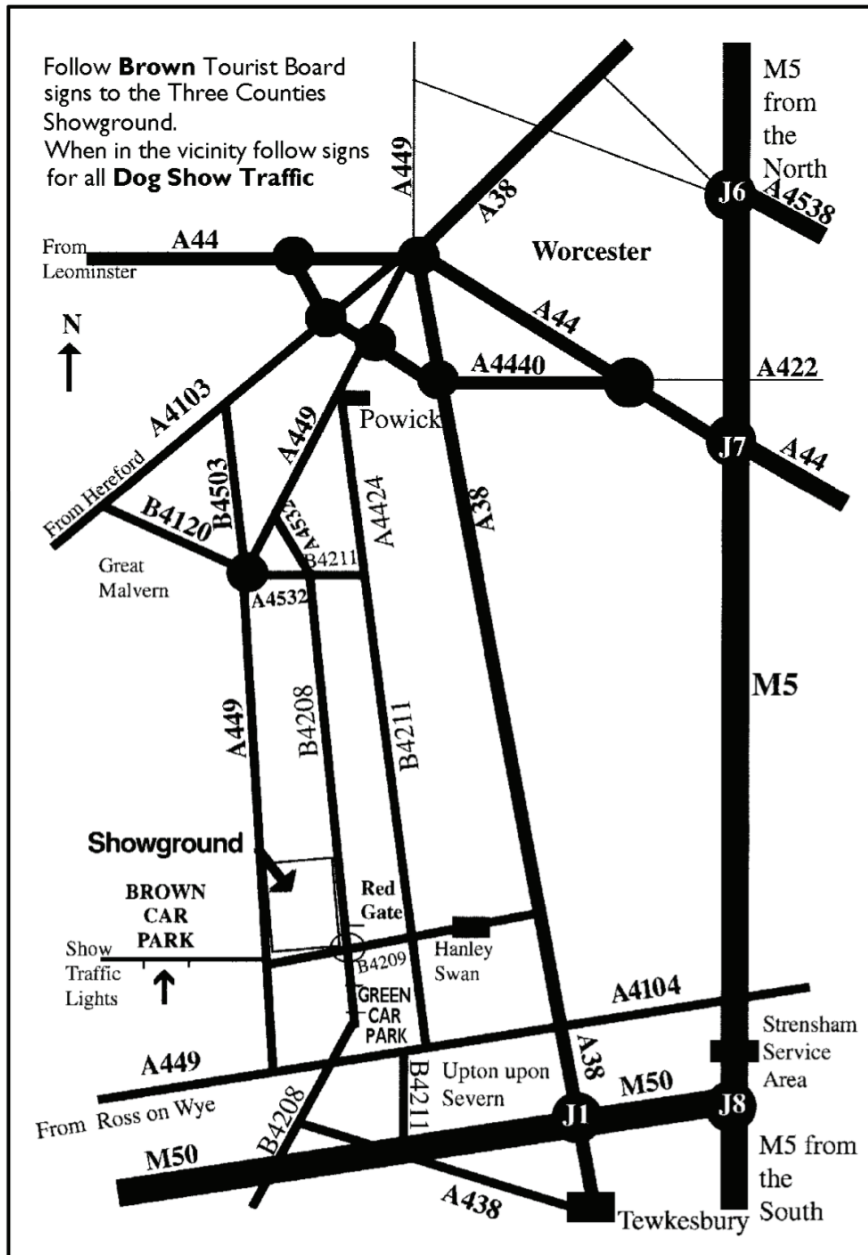 Follow Brown Tourist Board
signs to the Three Counties
Showground.
When in the vicinity follow signs
for all Dog Show Traffic
M5
from
the
North
A449
A38
J6
A4538
From
Leominster
A44
Worcester
N
A44
A4440
A422
A4103
Powick
A449
J7
A44
From Hereford
B4503
A4424
A38
B4120
A4532
B4211
Great
Malvern
A4532
M5
A449
B4208
B4211
Showground
BROWN
CAR
PARK
Red
Gate
Show
Traffic
Lights
B4209
Hanley
Swan
GREEN
CAR
PARK
A4104
Strensham
Service
Area
A449
A38
From Ross on Wye
B4208
B4211
Upton upon
Severn
M50
J1
J8
M50
M5 from
the
South
A438
Tewkesbury